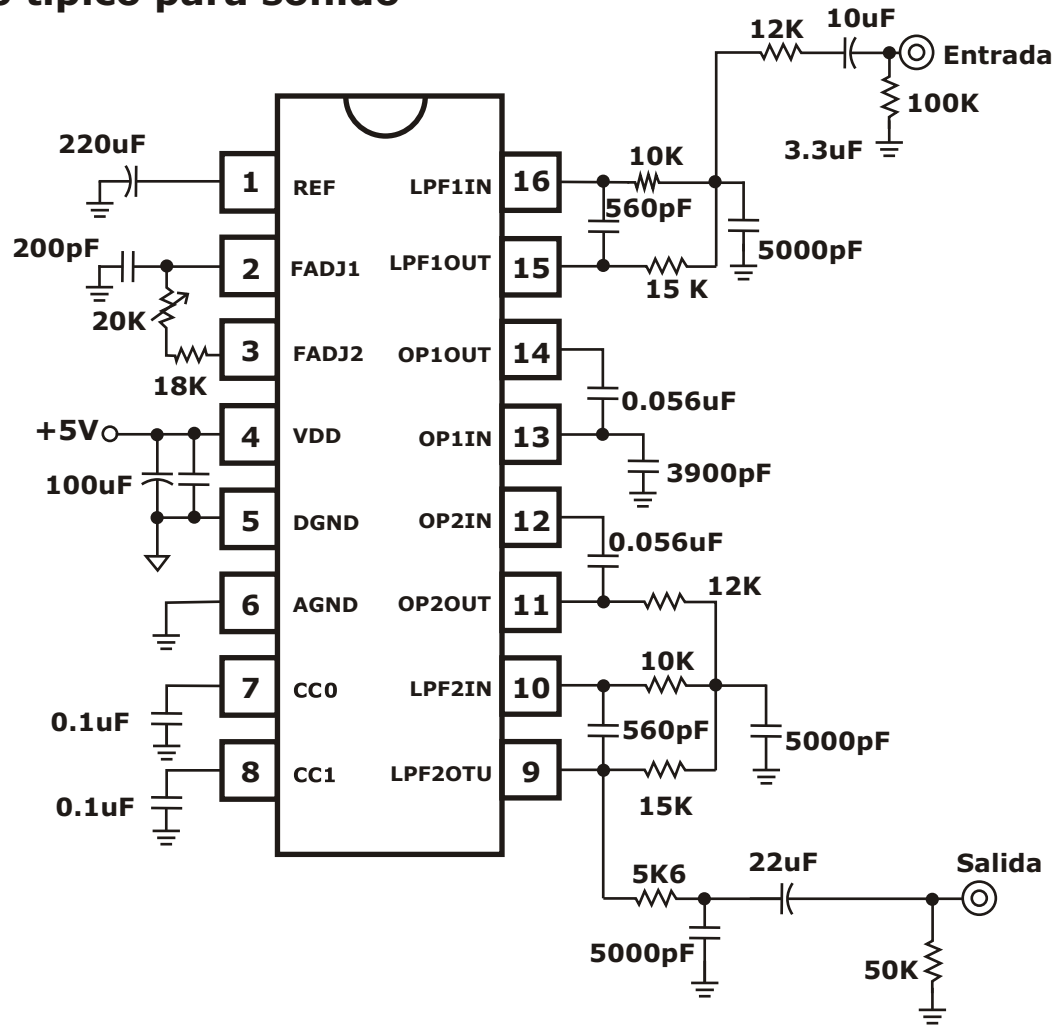 típico para sonido
10uF
12K
Entrada
100K
3.3uF
220uF
10K
1 REF LPF1IN 16
560pF
5000pF
200pF
2 FADJ1 LPF1OUT 15
15 K
20K
3 FADJ2 OP1OUT 14
18K
0.056uF
+5V
4 VDD OP1IN 13
100uF
3900pF
5 DGND OP2IN 12
0.056uF
12K
6 AGND OP2OUT 11
10K
7 CC0 LPF2IN 10
0.1uF
560pF
5000pF
8 CC1 LPF2OTU 9
0.1uF
15K
5K6
22uF
Salida
5000pF
50K